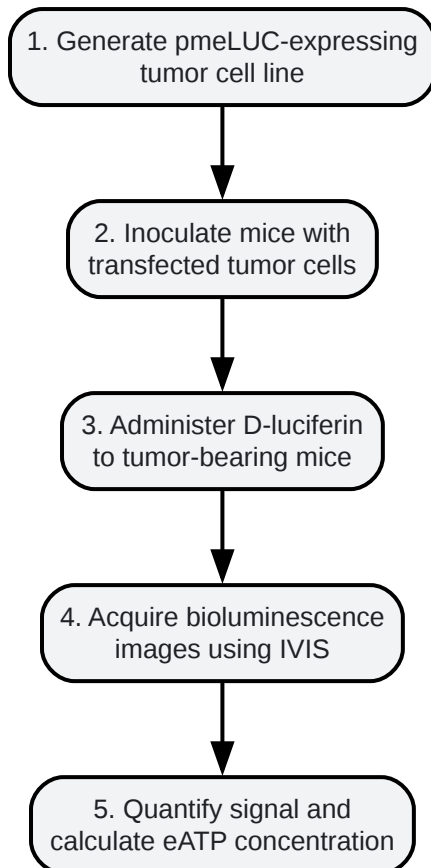 1. Generate pmeLUC-expressing
tumor cell line
2. Inoculate mice with
transfected tumor cells
3. Administer D-luciferin
to tumor-bearing mice
4. Acquire bioluminescence
images using IVIS
5. Quantify signal and
calculate eATP concentration